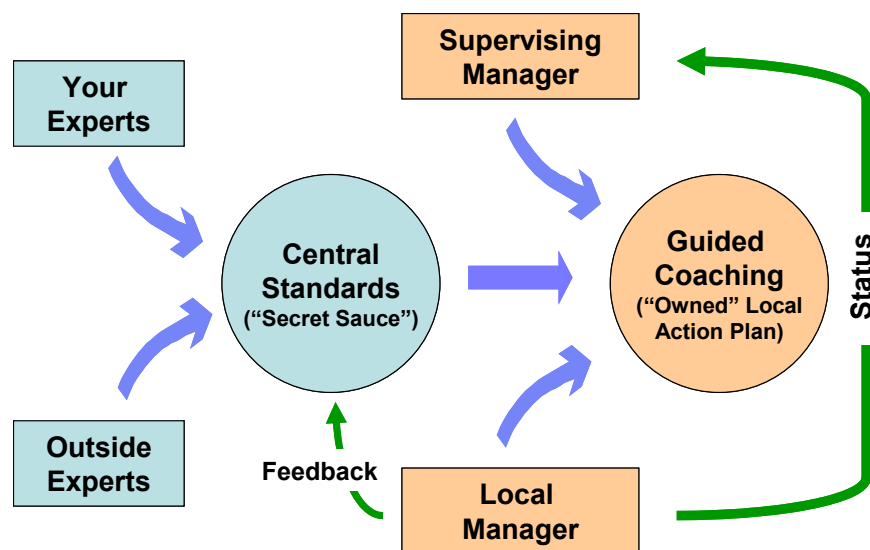 Your
Experts
Supervising
Manager
Central
Standards
(“Secret Sauce”)
Guided
Coaching
(“Owned” Local
Action Plan)
Status
Outside
Experts
Feedback
Local
Manager